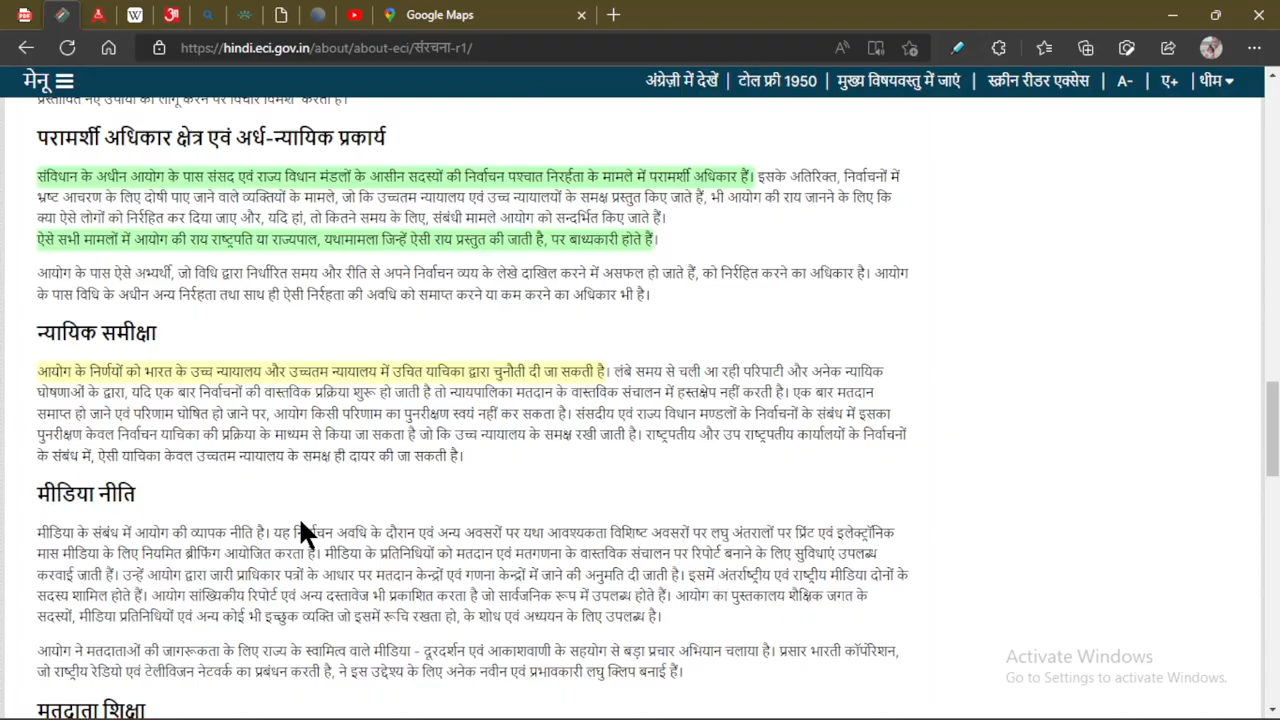 Google Maps
https://hindi.eci.gov.in/about/about-eci/संरचना-r1/
मेनू
अंग्रेज़ी में देखें | टोल फ्री 1950 | मुख्य विषयवस्तु में जाएं | स्क्रीन रीडर एक्सेस | A- | ए+ | थीम
प्रस्तावित नए उपायों को लागू करने पर विचार विमर्श करता है।
परामर्शी अधिकार क्षेत्र एवं अर्ध-न्यायिक प्रकार्य
संविधान के अधीन आयोग के पास संसद एवं राज्य विधान मंडलों के आसीन सदस्यों की निर्वाचन पश्चात निरर्हता के मामले में परामर्शी अधिकार हैं। इसके अतिरिक्त, निर्वाचनों में
भ्रष्ट आचरण के लिए दोषी पाए जाने वाले व्यक्तियों के मामले, जो कि उच्चतम न्यायालय एवं उच्च न्यायालयों के समक्ष प्रस्तुत किए जाते हैं, भी आयोग की राय जानने के लिए कि
क्या ऐसे लोगों को निर्रहित कर दिया जाए और, यदि हां, तो कितने समय के लिए, संबंधी मामले आयोग को सन्दर्भित किए जाते हैं।
ऐसे सभी मामलों में आयोग की राय राष्ट्रपति या राज्यपाल, यथामामला जिन्हें ऐसी राय प्रस्तुत की जाती है, पर बाध्यकारी होते हैं।
आयोग के पास ऐसे अभ्यर्थी, जो विधि द्वारा निर्धारित समय और रीति से अपने निर्वाचन व्यय के लेखे दाखिल करने में असफल हो जाते हैं, को निर्रहित करने का अधिकार है। आयोग
के पास विधि के अधीन अन्य निर्रहता तथा साथ ही ऐसी निर्रहता की अवधि को समाप्त करने या कम करने का अधिकार भी है।
न्यायिक समीक्षा
आयोग के निर्णयों को भारत के उच्च न्यायालय और उच्चतम न्यायालय में उचित याचिका द्वारा चुनौती दी जा सकती है। लंबे समय से चली आ रही परिपाटी और अनेक न्यायिक
घोषणाओं के द्वारा, यदि एक बार निर्वाचनों की वास्तविक प्रक्रिया शुरू हो जाती है तो न्यायपालिका मतदान के वास्तविक संचालन में हस्तक्षेप नहीं करती है। एक बार मतदान
समाप्त हो जाने एवं परिणाम घोषित हो जाने पर, आयोग किसी परिणाम का पुनरीक्षण स्वयं नहीं कर सकता है। संसदीय एवं राज्य विधान मण्डलों के निर्वाचनों के संबंध में इसका
पुनरीक्षण केवल निर्वाचन याचिका की प्रक्रिया के माध्यम से किया जा सकता है जो कि उच्च न्यायालय के समक्ष रखी जाती है। राष्ट्रपतीय और उप राष्ट्रपतीय कार्यालयों के निर्वाचनों
के संबंध में, ऐसी याचिका केवल उच्चतम न्यायालय के समक्ष ही दायर की जा सकती है।
मीडिया नीति
मीडिया के संबंध में आयोग की व्यापक नीति है। यह निर्वाचन अवधि के दौरान एवं अन्य अवसरों पर यथा आवश्यकता विशिष्ट अवसरों पर लघु अंतरालों पर प्रिंट एवं इलेक्ट्रॉनिक
मास मीडिया के लिए नियमित ब्रीफिंग आयोजित करता है। मीडिया के प्रतिनिधियों को मतदान एवं मतगणना के वास्तविक संचालन पर रिपोर्ट बनाने के लिए सुविधाएं उपलब्ध
करवाई जाती हैं। उन्हें आयोग द्वारा जारी प्राधिकार पत्रों के आधार पर मतदान केन्द्रों एवं गणना केन्द्रों में जाने की अनुमति दी जाती है। इसमें अंतर्राष्ट्रीय एवं राष्ट्रीय मीडिया दोनों के
सदस्य शामिल होते हैं। आयोग सांख्यिकीय रिपोर्ट एवं अन्य दस्तावेज भी प्रकाशित करता है जो सार्वजनिक रूप में उपलब्ध होते हैं। आयोग का पुस्तकालय शैक्षिक जगत के
सदस्यों, मीडिया प्रतिनिधियों एवं अन्य कोई भी इच्छुक व्यक्ति जो इसमें रूचि रखता हो, के शोध एवं अध्ययन के लिए उपलब्ध है।
आयोग ने मतदाताओं की जागरूकता के लिए राज्य के स्वामित्व वाले मीडिया - दूरदर्शन एवं आकाशवाणी के सहयोग से बड़ा प्रचार अभियान चलाया है। प्रसार भारती कॉर्पोरेशन,
जो राष्ट्रीय रेडियो एवं टेलीविजन नेटवर्क का प्रबंधन करती है, ने इस उद्देश्य के लिए अनेक नवीन एवं प्रभावकारी लघु क्लिप बनाई हैं।
Activate Windows
Go to Settings to activate Windows.
मतदाता शिक्षा